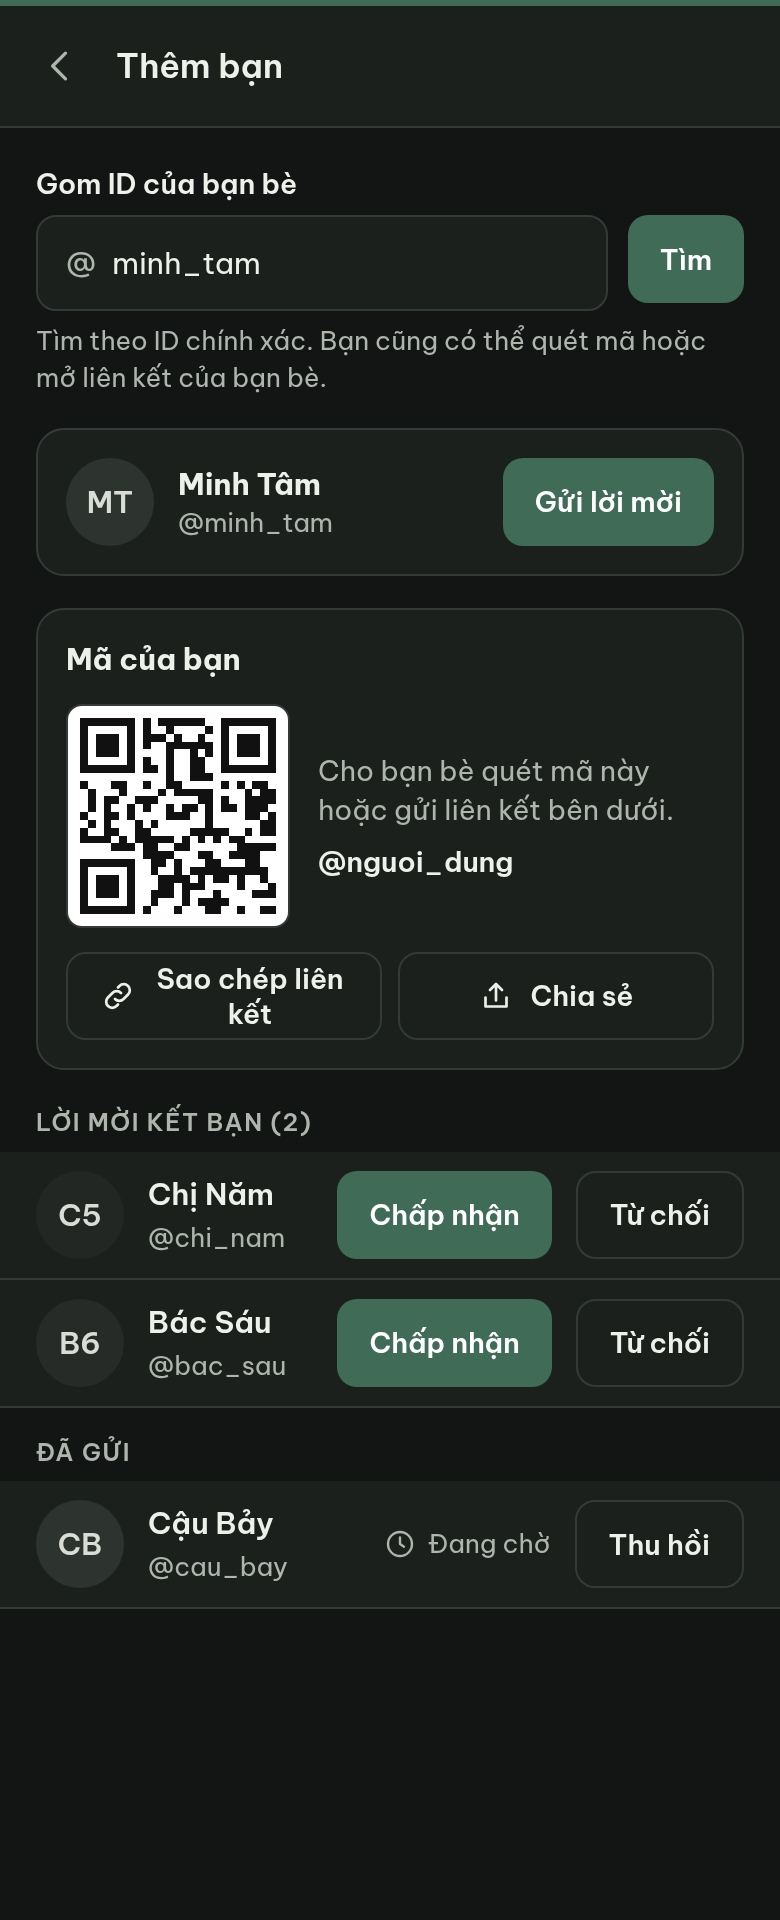 Thêm bạn
Gom ID của bạn bè
@ minh_tam
Tìm
Tìm theo ID chính xác. Bạn cũng có thể quét mã hoặc
mở liên kết của bạn bè.
MT
Minh Tâm
@minh_tam
Gửi lời mời
Mã của bạn
Cho bạn bè quét mã này
hoặc gửi liên kết bên dưới.
@nguoi_dung
Sao chép liên
kết
Chia sẻ
LỜI MỜI KẾT BẠN (2)
C5
Chị Năm
@chi_nam
Chấp nhận
Từ chối
B6
Bác Sáu
@bac_sau
Chấp nhận
Từ chối
ĐÃ GỬI
CB
Cậu Bảy
@cau_bay
Đang chờ
Thu hồi